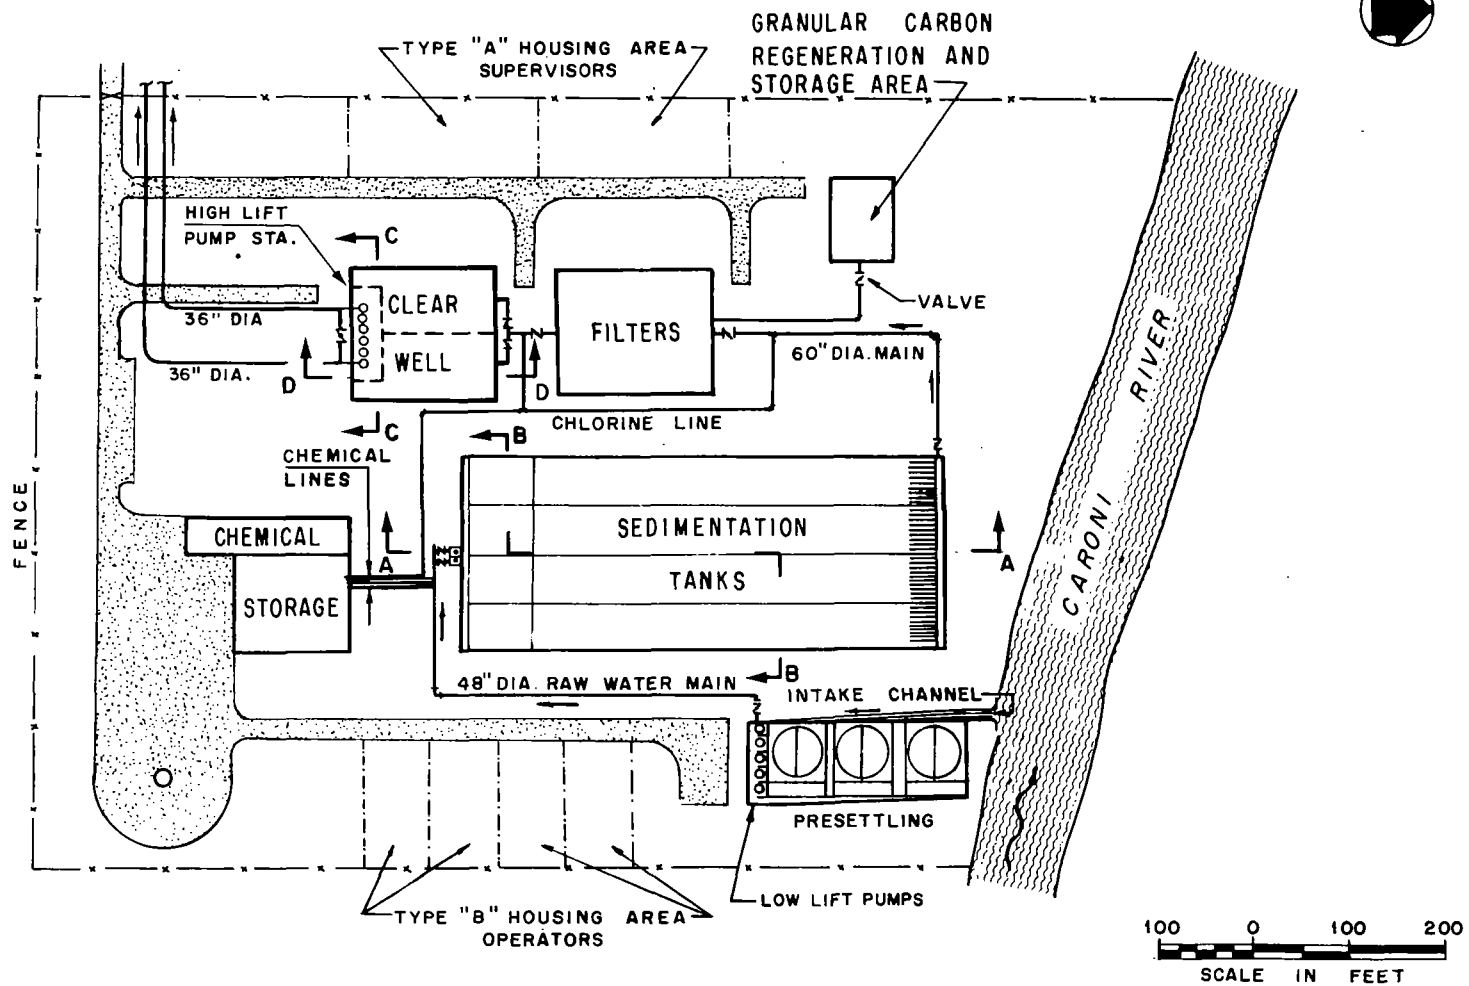 GRANULAR CARBON
REGENERATION AND
STORAGE AREA
TYPE "A" HOUSING AREA
SUPERVISORS
HIGH LIFT
PUMP STA.
C
CLEAR
WELL
FILTERS
VALVE
36" DIA
36" DIA.
60" DIA. MAIN
D
D
C
CHLORINE LINE
B
CHEMICAL
LINES
RIVER
CARONI
FENCE
CHEMICAL
STORAGE
SEDIMENTATION
TANKS
A
A
48" DIA. RAW WATER MAIN
B
INTAKE CHANNEL
PRESETTLING
LOW LIFT PUMPS
TYPE "B" HOUSING AREA
OPERATORS
100 0 100 200
SCALE IN FEET